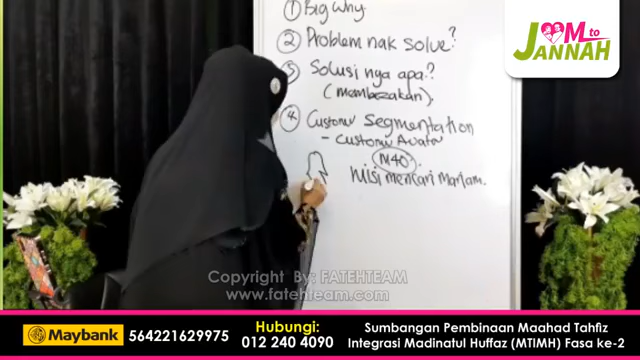 ① Big Why.
② Problem nak solve?
③ Solusi nya apa?
(membezakan).
④ Customer Segmentation
- Customer Avata
M40.
Misi mencari Mariam.
JOM to
JANNAH
Copyright By: FATEHTEAM
www.fatehteam.com
Maybank 564221629975
Hubungi:
012 240 4090
Sumbangan Pembinaan Maahad Tahfiz
Integrasi Madinatul Huffaz (MTIMH) Fasa ke-2